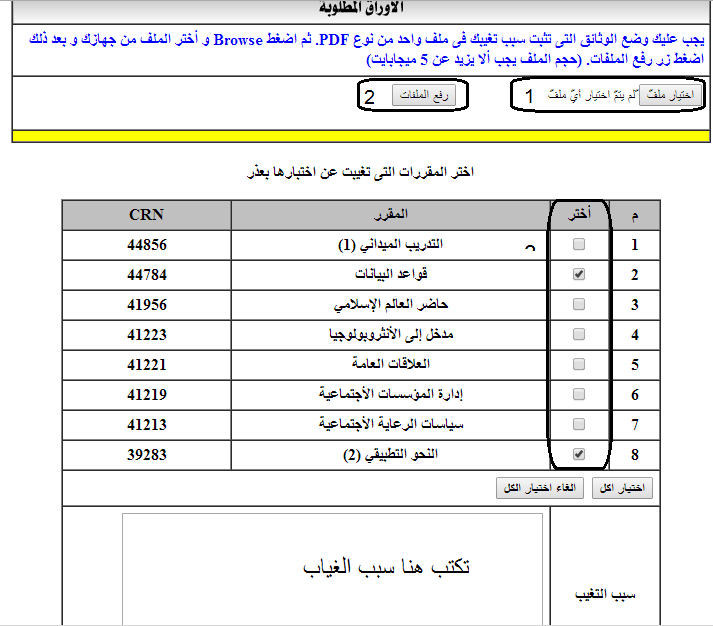 الاوراق المطلوبة
يجب عليك وضع الوثائق التى تثبت سبب تغيبك فى ملف واحد من نوع PDF. ثم اضغط Browse و أختر الملف من جهازك و بعد ذلك
اضغط زر رفع الملفات. (حجم الملف يجب ألا يزيد عن 5 ميجابايت)
اختيار ملفّ لم يتمّ اختيار أيّ ملفّ 1 رفع الملفات 2
اختر المقررات التى تغيبت عن اختبارها بعذر
م أختر المقرر CRN
1 التدريب الميداني (1) 44856
2 قواعد البيانات 44784
3 حاضر العالم الإسلامي 41956
4 مدخل إلى الأنثروبولوجيا 41223
5 العلاقات العامة 41221
6 إدارة المؤسسات الأجتماعية 41219
7 سياسات الرعاية الأجتماعية 41213
8 النحو التطبيقي (2) 39283
اختيار اكل الغاء اختيار الكل
تكتب هنا سبب الغياب
سبب التغيب